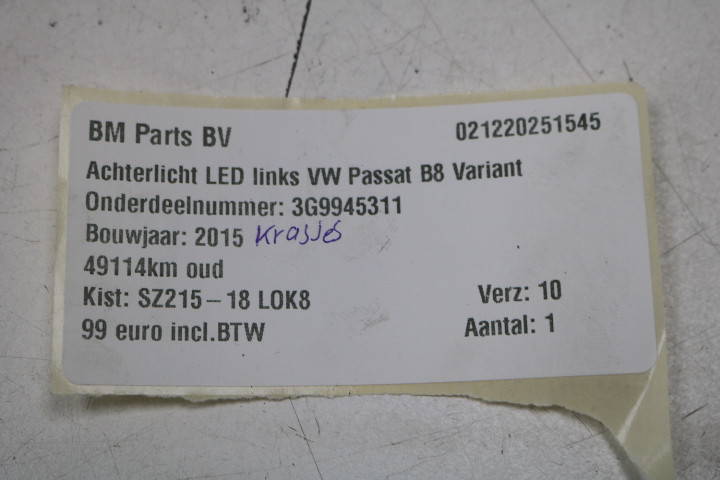 BM Parts BV 021220251545
Achterlicht LED links VW Passat B8 Variant
Onderdeelnummer: 3G9945311
Bouwjaar: 2015 Krasjes
49114km oud
Kist: SZ215-18 LOK8 Verz: 10
99 euro incl.BTW Aantal: 1